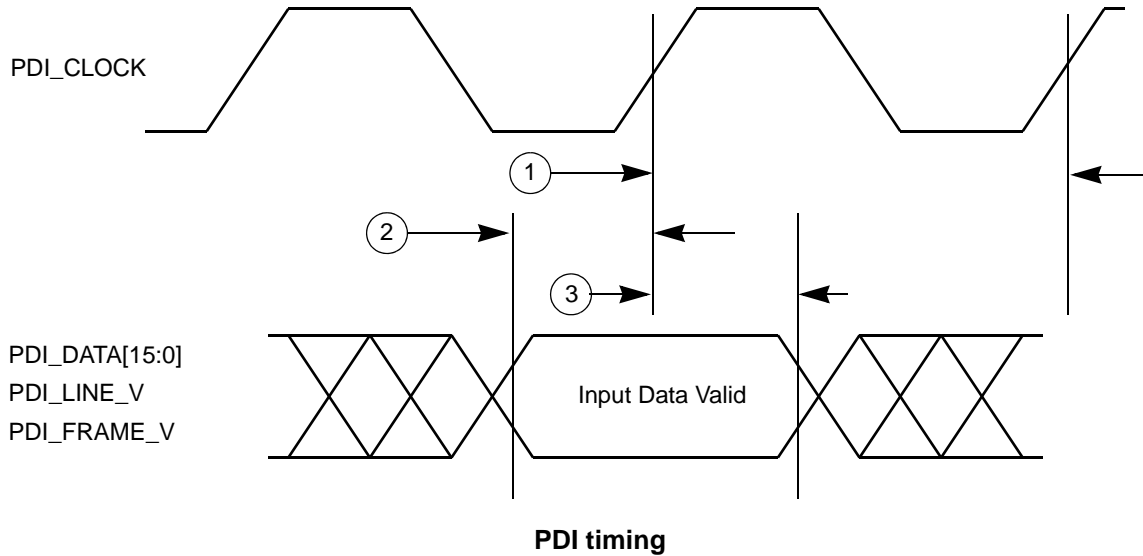 PDI_CLOCK
1
2
3
PDI_DATA[15:0]
PDI_LINE_V
Input Data Valid
PDI_FRAME_V
PDI timing